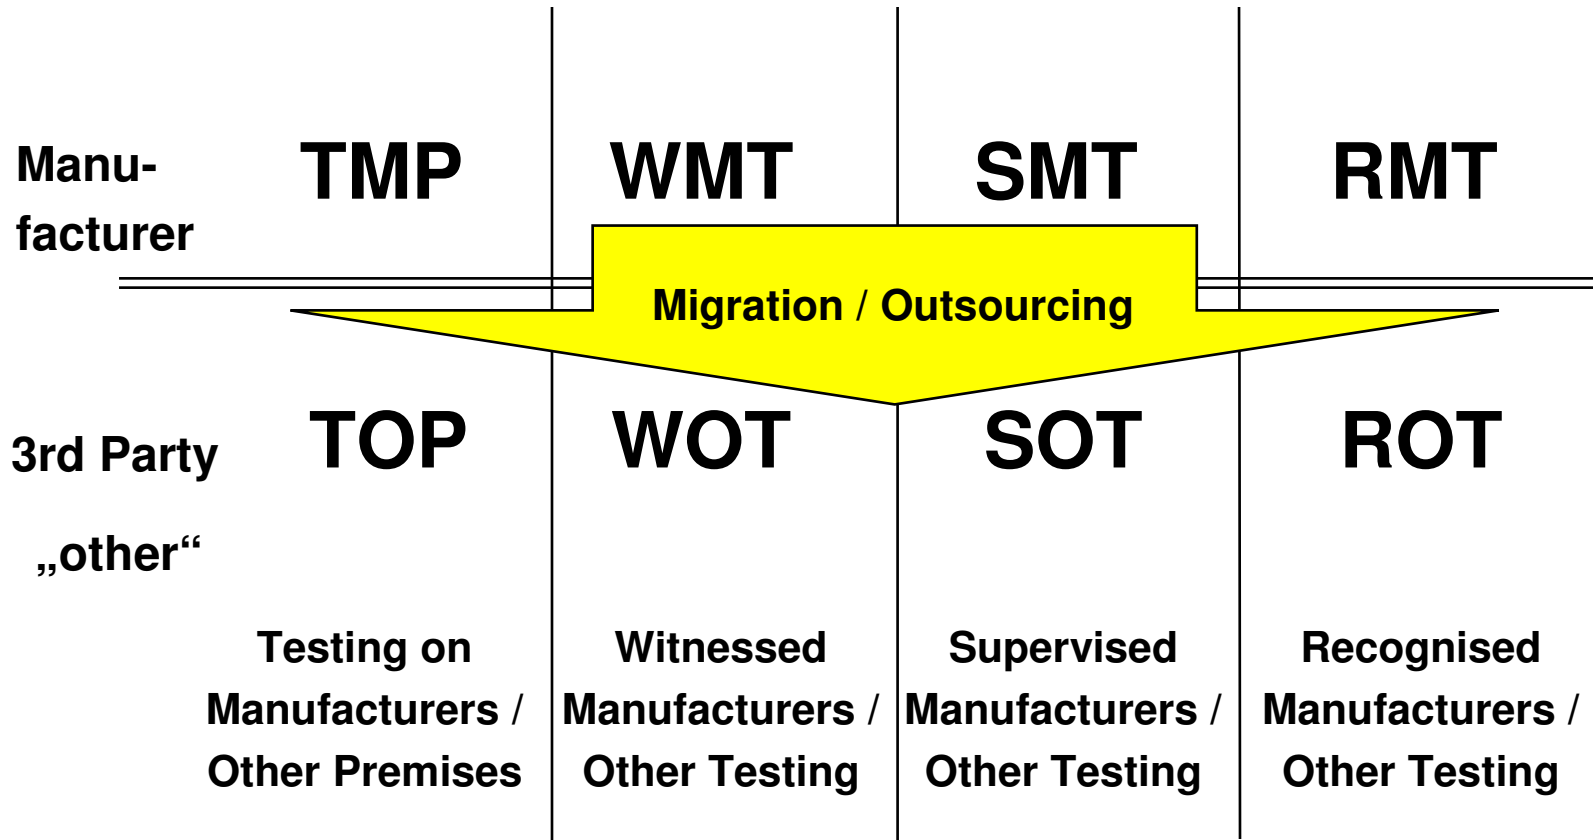 Manu-
facturer
TMP
WMT
SMT
RMT
Migration / Outsourcing
3rd Party
„other“
TOP
WOT
SOT
ROT
Testing on
Manufacturers /
Other Premises
Witnessed
Manufacturers /
Other Testing
Supervised
Manufacturers /
Other Testing
Recognised
Manufacturers /
Other Testing